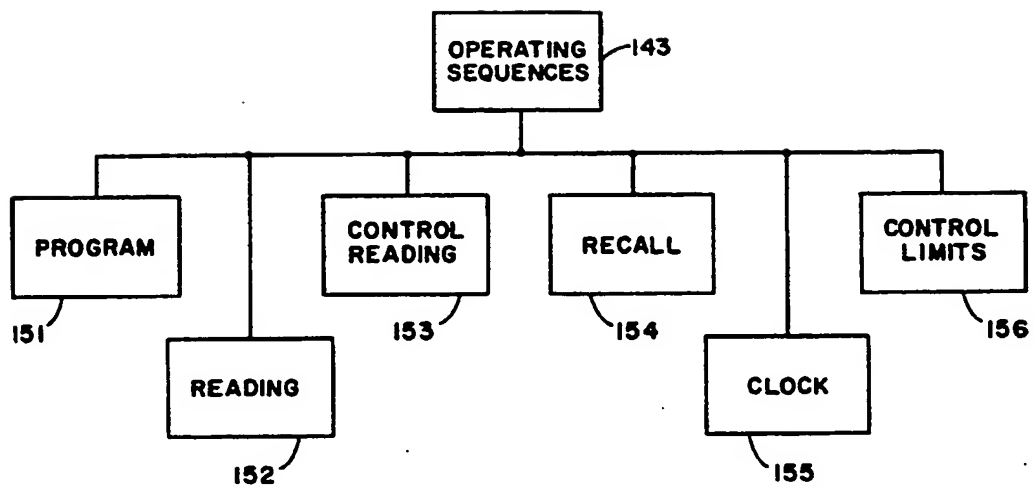 OPERATING
SEQUENCES
143
PROGRAM
151
READING
152
CONTROL
READING
153
RECALL
154
CLOCK
155
CONTROL
LIMITS
156